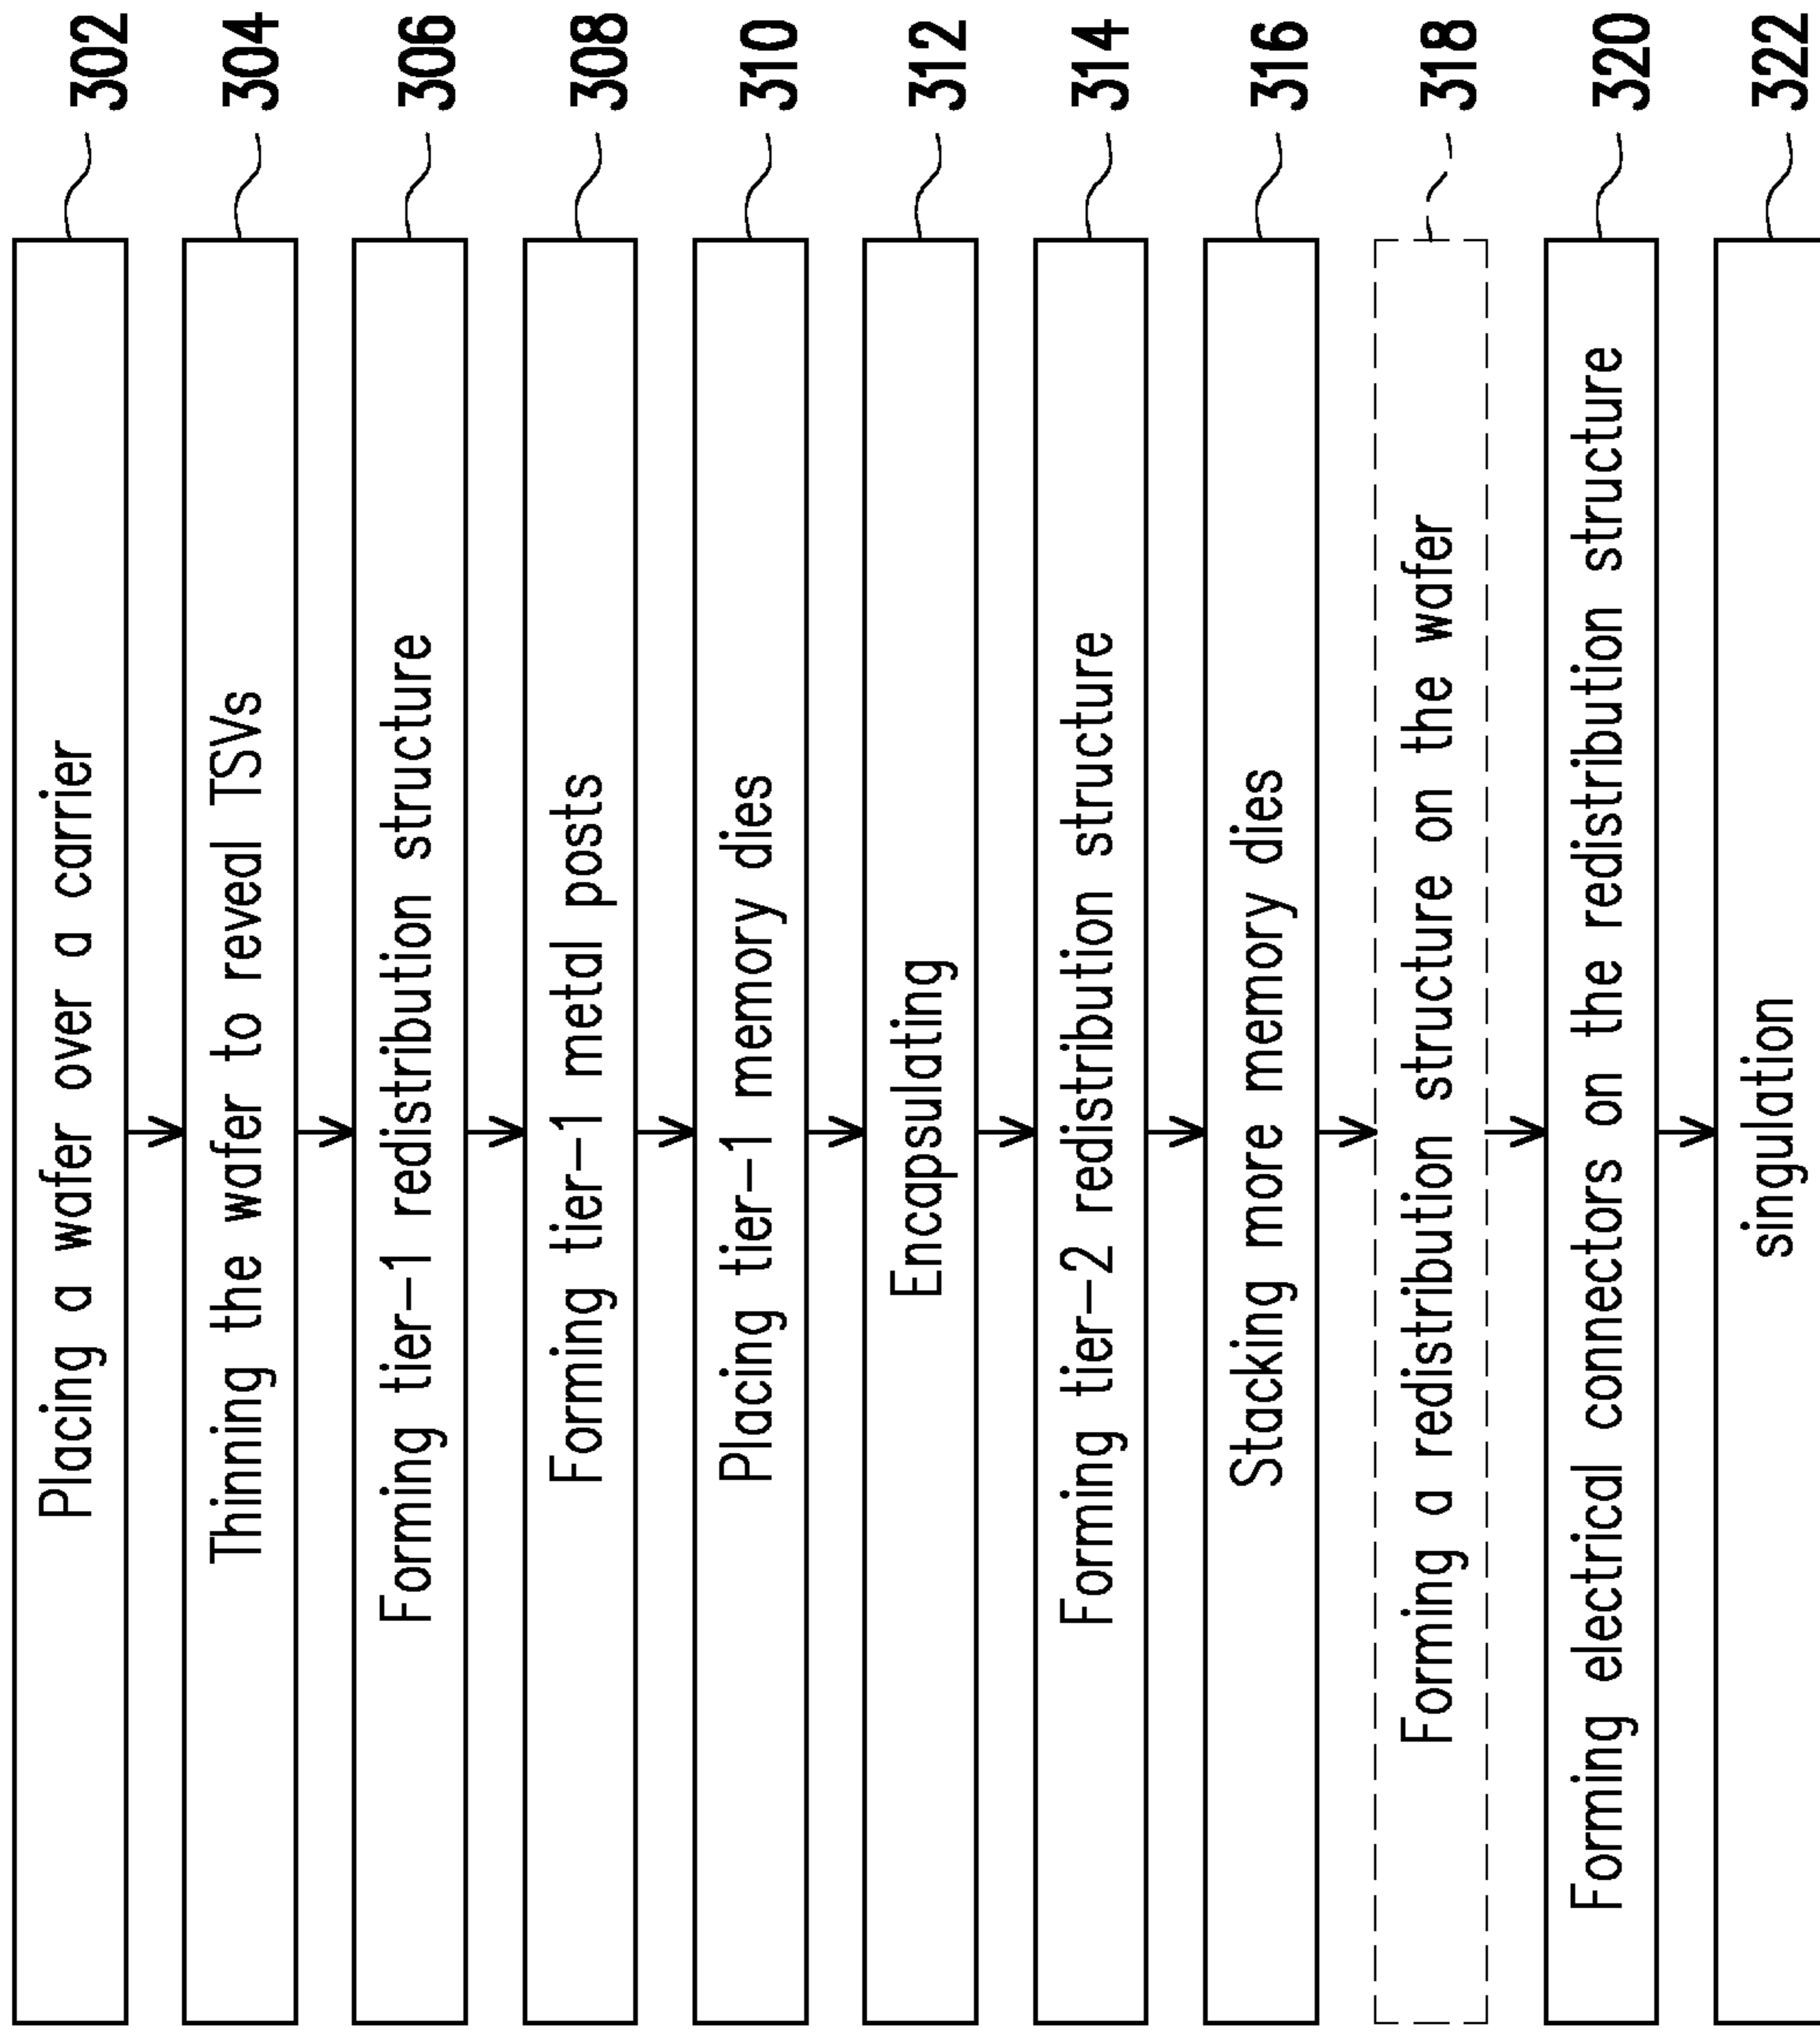 Placing a wafer over a carrier 302
Thinning the wafer to reveal TSVs 304
Forming tier-1 redistribution structure 306
Forming tier-1 metal posts 308
Placing tier-1 memory dies 310
Encapsulating 312
Forming tier-2 redistribution structure 314
Stacking more memory dies 316
Forming a redistribution structure on the wafer 318
Forming electrical connectors on the redistribution structure 320
singulation 322